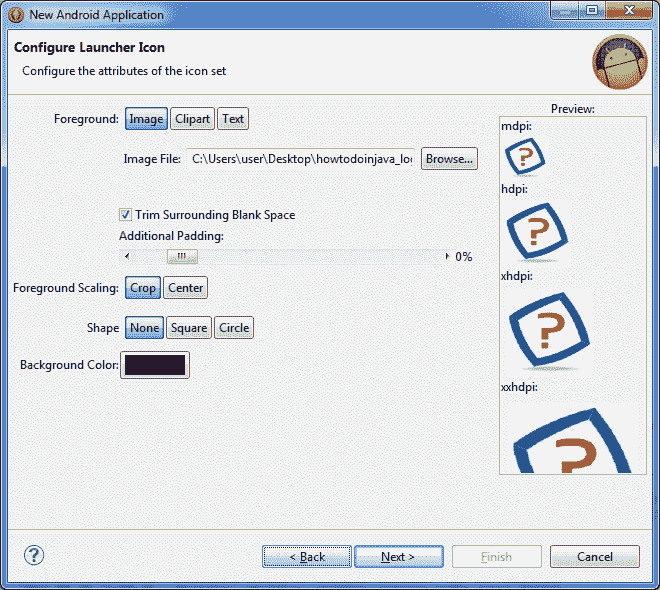 New Android Application
Configure Launcher Icon
Configure the attributes of the icon set
Foreground: Image Clipart Text
Image File: C:\Users\user\Desktop\howtodoinjava_lo Browse...
Trim Surrounding Blank Space
Additional Padding:
0%
Foreground Scaling: Crop Center
Shape None Square Circle
Background Color:
Preview:
mdpi:
?
hdpi:
?
xhdpi:
?
xxhdpi:
?
? < Back Next > Finish Cancel